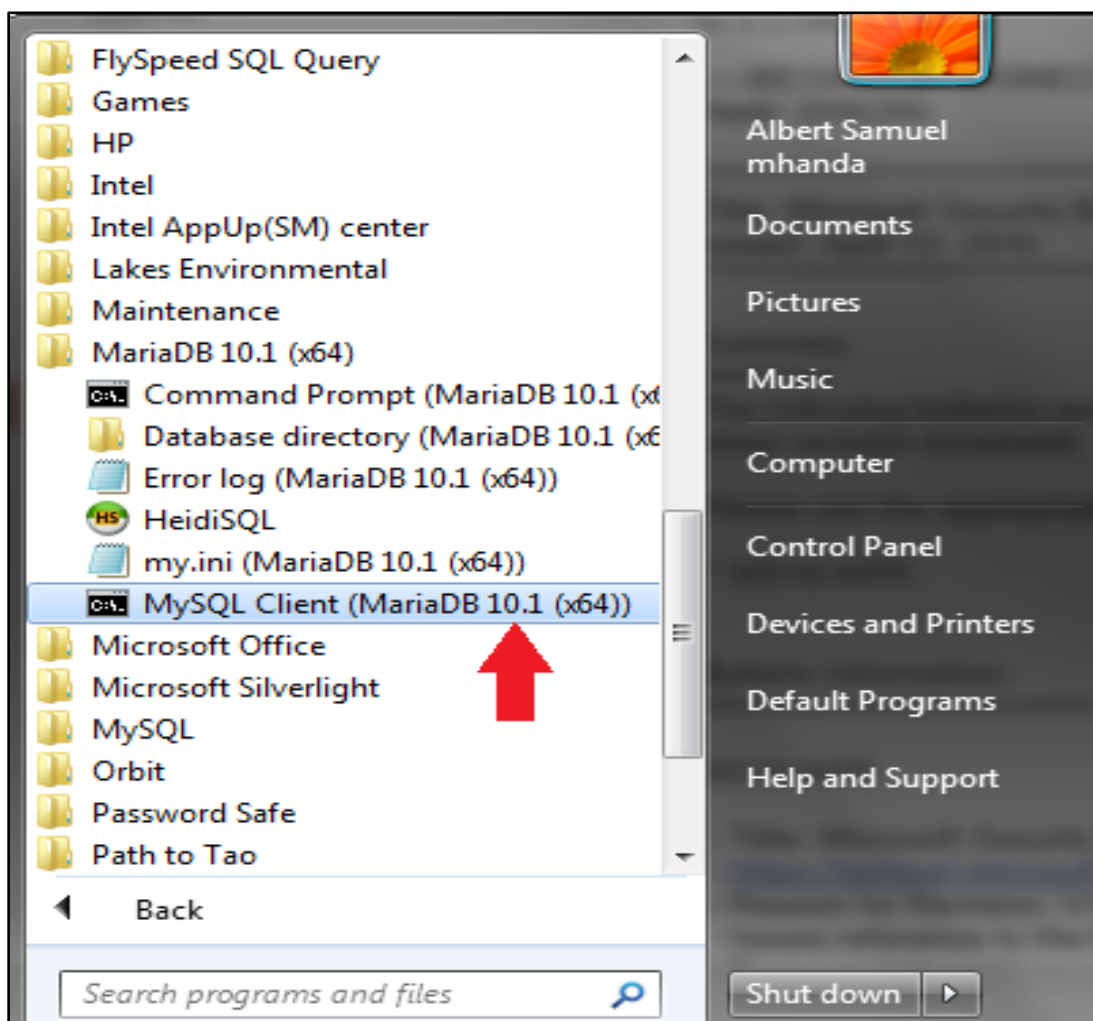 FlySpeed SQL Query
Games
HP
Intel
Intel AppUp(SM) center
Lakes Environmental
Maintenance
MariaDB 10.1 (x64)
Command Prompt (MariaDB 10.1 (x6
Database directory (MariaDB 10.1 (x6
Error log (MariaDB 10.1 (x64))
HS HeidiSQL
my.ini (MariaDB 10.1 (x64))
MySQL Client (MariaDB 10.1 (x64))
Microsoft Office
Microsoft Silverlight
MySQL
Orbit
Password Safe
Path to Tao
Back
Search programs and files
Albert Samuel
mhanda
Documents
Pictures
Music
Computer
Control Panel
Devices and Printers
Default Programs
Help and Support
Shut down